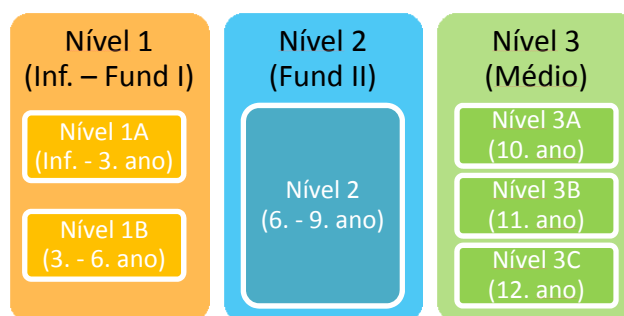 Nível 1
(Inf. – Fund I)
Nível 1A
(Inf. - 3. ano)
Nível 1B
(3. - 6. ano)
Nível 2
(Fund II)
Nível 2
(6. - 9. ano)
Nível 3
(Médio)
Nível 3A
(10. ano)
Nível 3B
(11. ano)
Nível 3C
(12. ano)